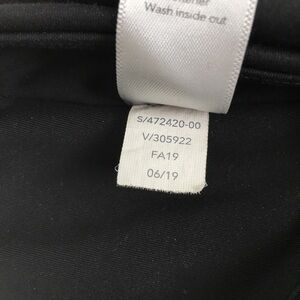 Wash inside out
S/472420-00
V/305922
FA19
06/19